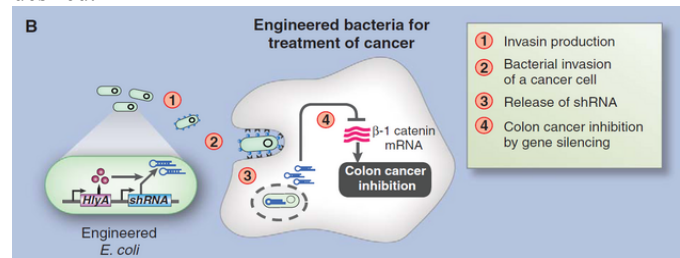 B
Engineered bacteria for
treatment of cancer
1
2
3
4
β-1 catenin
mRNA
Colon cancer
inhibition
HlyA
shRNA
Engineered
E. coli
1 Invasin production
2 Bacterial invasion
of a cancer cell
3 Release of shRNA
4 Colon cancer inhibition
by gene silencing